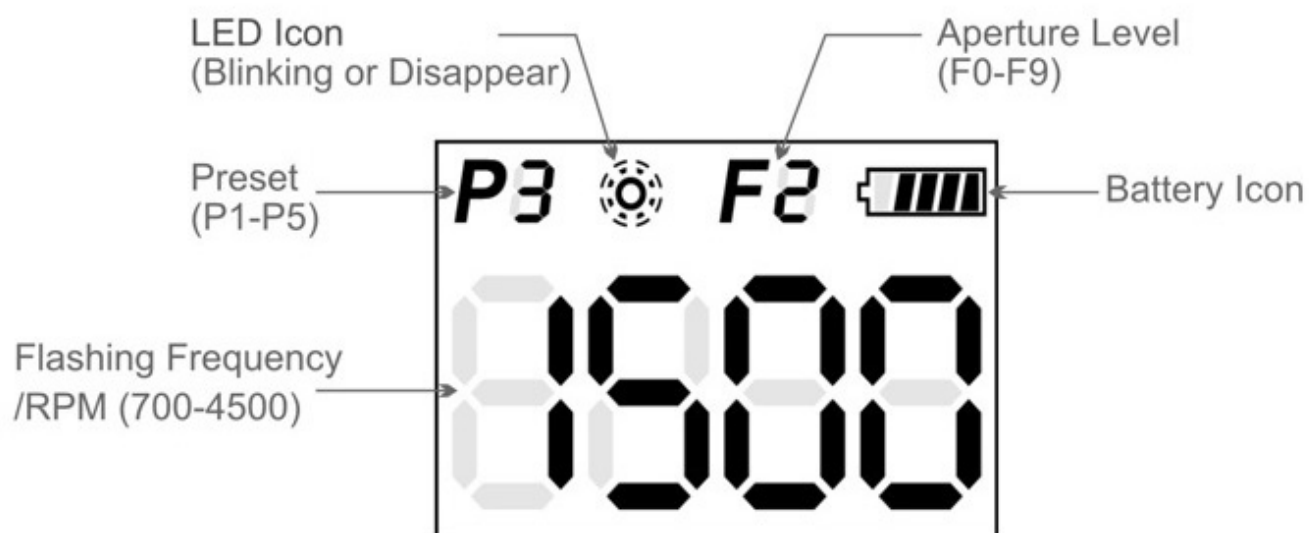 LED Icon
(Blinking or Disappear)
Aperture Level
(F0-F9)
Preset
(P1-P5)
P3
F2
Battery Icon
Flashing Frequency
/RPM (700-4500)
1500